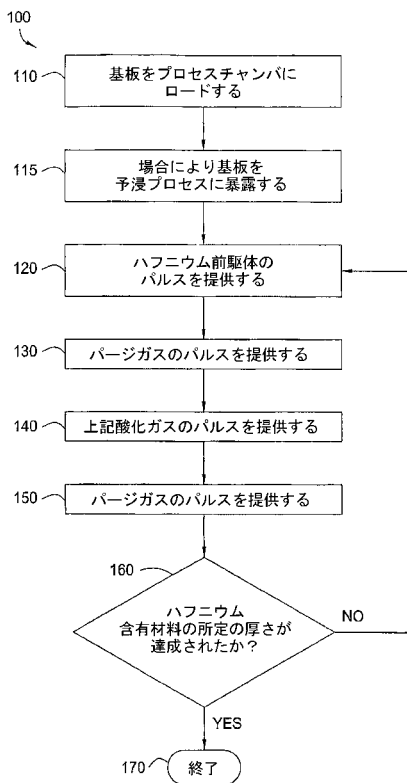 100
110
基板をプロセスチャンバに
ロードする
115
場合により基板を
予浸プロセスに暴露する
120
ハフニウム前駆体の
パルスを提供する
130
パージガスのパルスを提供する
140
上記酸化ガスのパルスを提供する
150
パージガスのパルスを提供する
160
ハフニウム
含有材料の所定の厚さが
達成されたか？
NO
YES
170
終了